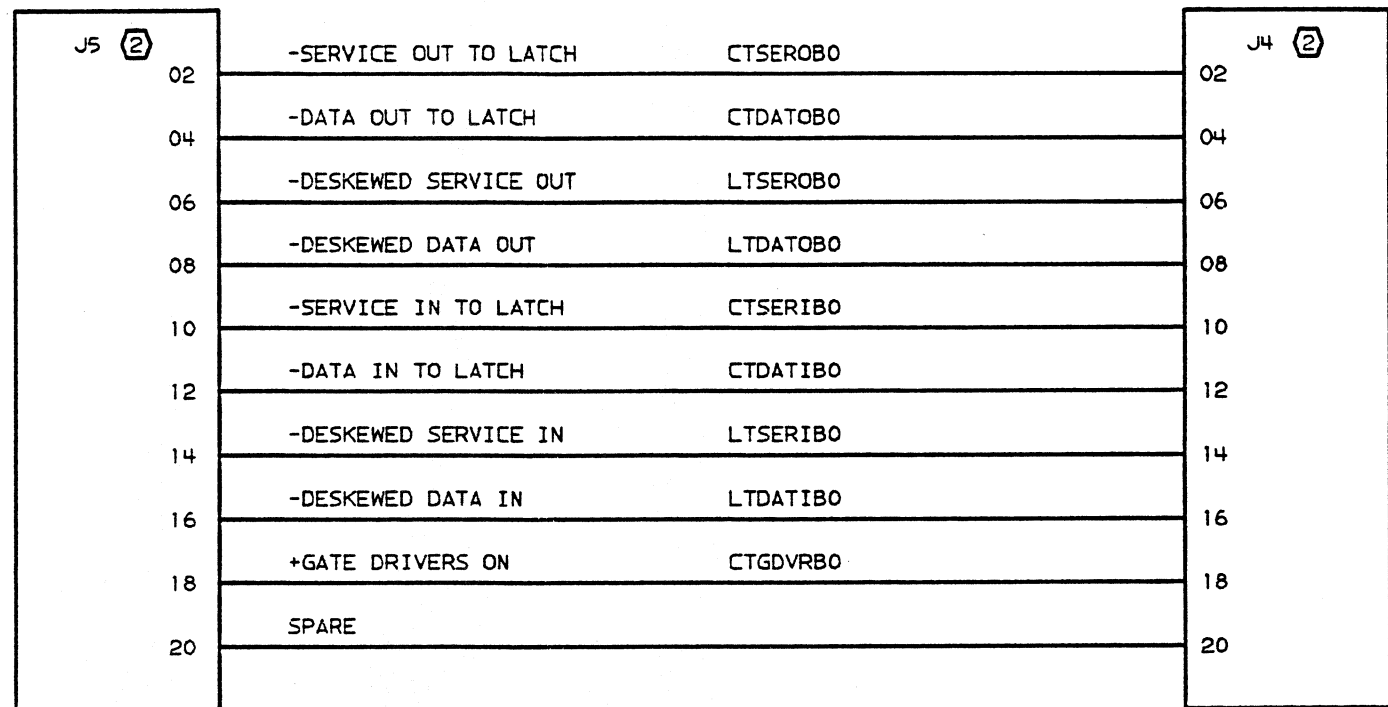 J5 2 J4 2
-SERVICE OUT TO LATCH CTSEROBO
02 02
-DATA OUT TO LATCH CTDATOBO
04 04
-DESKEWED SERVICE OUT LTSEROBO
06 06
-DESKEWED DATA OUT LTDATOBO
08 08
-SERVICE IN TO LATCH CTSERIBO
10 10
-DATA IN TO LATCH CTDATIBO
12 12
-DESKEWED SERVICE IN LTSERIBO
14 14
-DESKEWED DATA IN LTDATIBO
16 16
+GATE DRIVERS ON CTGDVRBO
18 18
SPARE
20 20